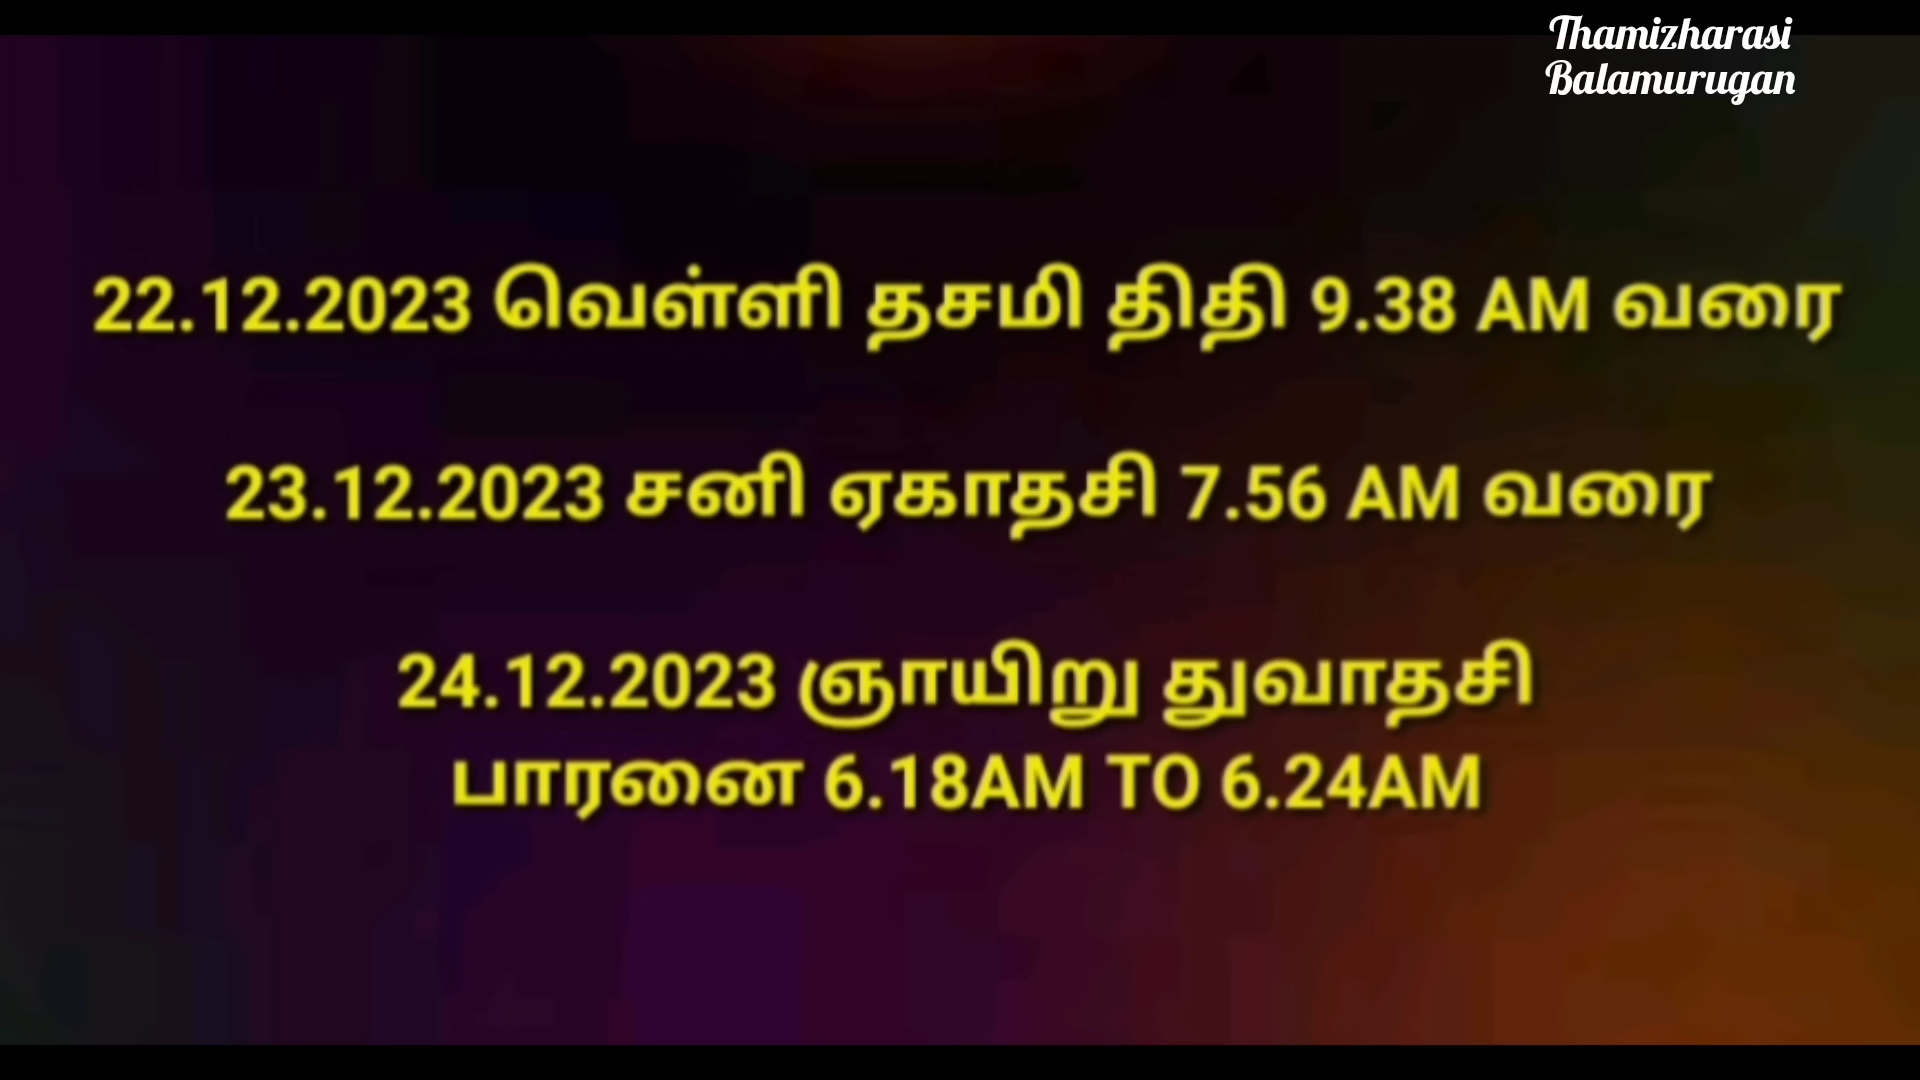 Thamizharasi
Balamurugan
22.12.2023 வெள்ளி தசமி திதி 9.38 AM வரை
23.12.2023 சனி ஏகாதசி 7.56 AM வரை
24.12.2023 ஞாயிறு துவாதசி
பாரனை 6.18AM TO 6.24AM